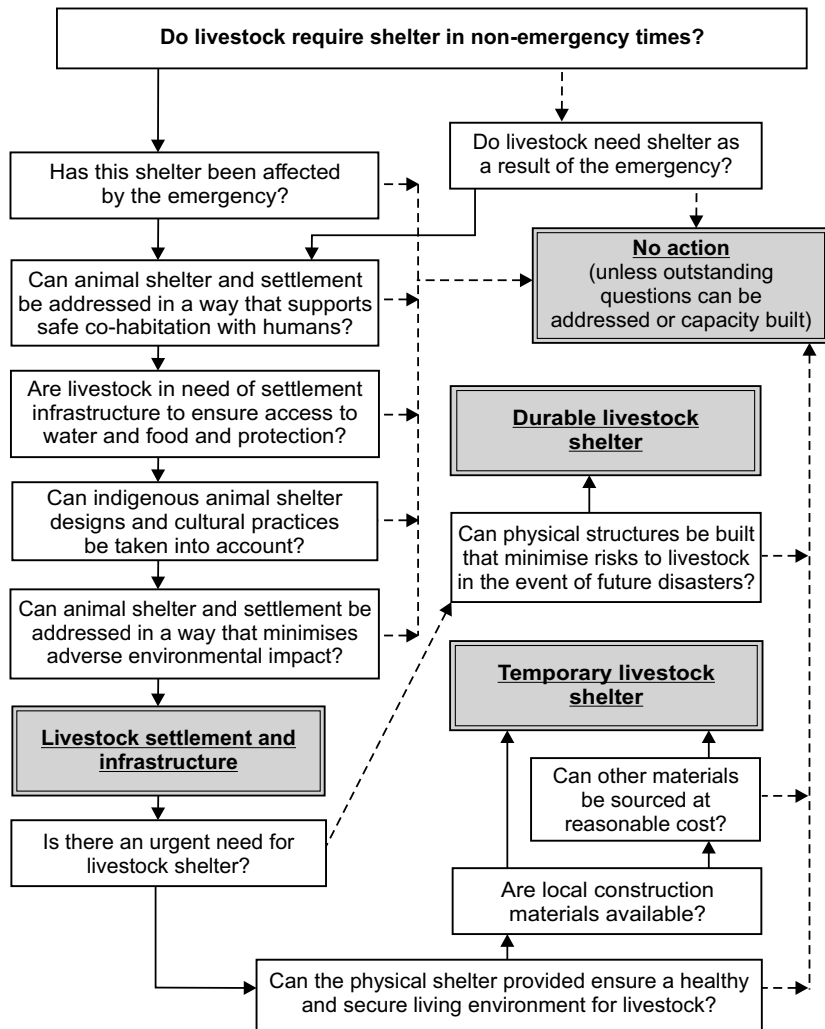 Do livestock require shelter in non-emergency times?
Do livestock need shelter as
a result of the emergency?
Has this shelter been affected
by the emergency?
No action
(unless outstanding
questions can be
addressed or capacity built)
Can animal shelter and settlement
be addressed in a way that supports
safe co-habitation with humans?
Are livestock in need of settlement
infrastructure to ensure access to
water and food and protection?
Durable livestock
shelter
Can indigenous animal shelter
designs and cultural practices
be taken into account?
Can physical structures be built
that minimise risks to livestock
in the event of future disasters?
Can animal shelter and settlement be
addressed in a way that minimises
adverse environmental impact?
Temporary livestock
shelter
Livestock settlement and
infrastructure
Can other materials
be sourced at
reasonable cost?
Is there an urgent need for
livestock shelter?
Are local construction
materials available?
Can the physical shelter provided ensure a healthy
and secure living environment for livestock?